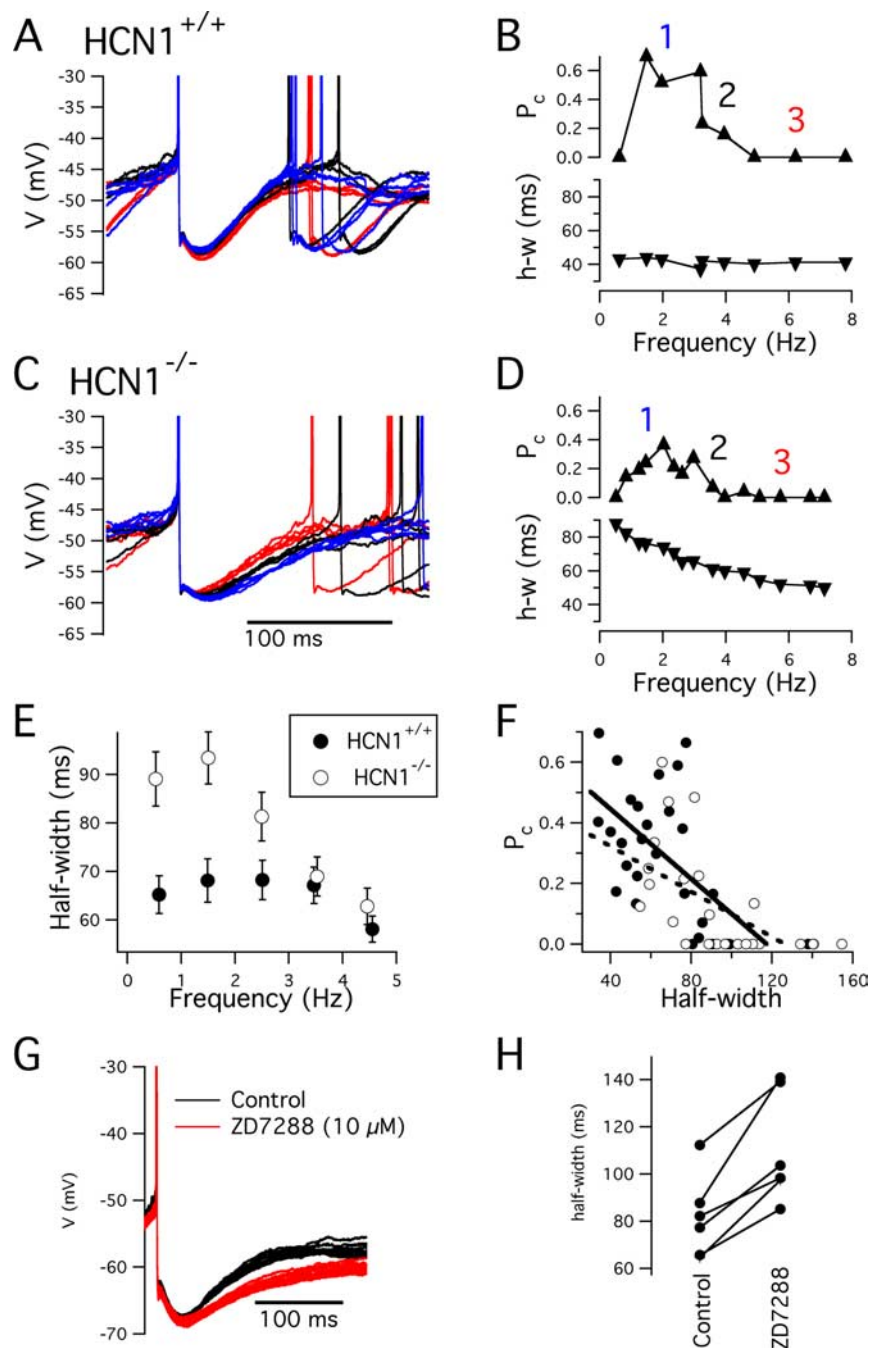 A HCN1+/+
V (mV)
-30
-35
-40
-45
-50
-55
-60
-65
B
1
2
3
Pc
0.6
0.4
0.2
0.0
h-w (ms)
80
60
40
0 2 4 6 8
Frequency (Hz)
C HCN1-/-
V (mV)
-30
-35
-40
-45
-50
-55
-60
-65
100 ms
D
1
2
3
Pc
0.6
0.4
0.2
0.0
h-w (ms)
80
60
40
0 2 4 6 8
Frequency (Hz)
E
Half-width (ms)
90
80
70
60
0 1 2 3 4 5
Frequency (Hz)
HCN1+/+
HCN1-/-
F
Pc
0.6
0.4
0.2
0.0
40 80 120 160
Half-width
G
V (mV)
-30
-40
-50
-60
-70
Control
ZD7288 (10 μM)
100 ms
H
half-width (ms)
140
120
100
80
60
Control
ZD7288